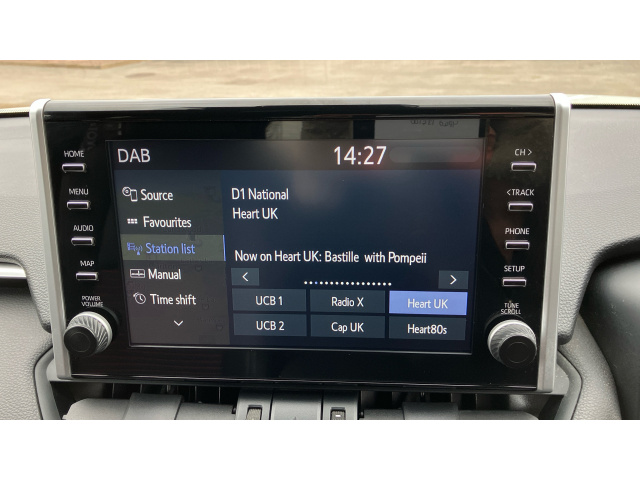 HOME
MENU
AUDIO
MAP
POWER
VOLUME
DAB
14:27
Source
Favourites
Station list
Manual
Time shift
D1 National
Heart UK
Now on Heart UK: Bastille with Pompeii
UCB 1
Radio X
Heart UK
UCB 2
Cap UK
Heart80s
CH >
< TRACK
PHONE
SETUP
TUNE
SCROLL